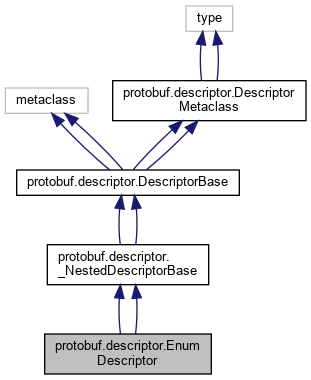 type
metaclass
protobuf.descriptor.Descriptor
Metaclass
protobuf.descriptor.DescriptorBase
protobuf.descriptor.
_NestedDescriptorBase
protobuf.descriptor.Enum
Descriptor